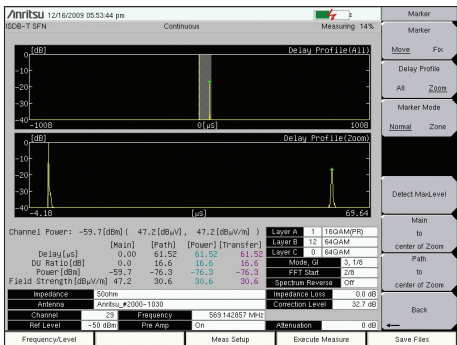 Anritsu 12/16/2009 05:53:44 pm
ISDB-T SFN Continuous Measuring 14%
[dB] Delay Profile(All)
0
-10
-20
-30
-40
-1008 0[µS] 1008
[dB] Delay Profile(Zoom)
0
-10
-20
-30
-40
-4.18 [µs] 69.64
Channel Power: -59.7[dBm]( 47.2[dBµV], 47.2[dBµV/m] )
[Main] [Path] [Power] [Transfer]
Delay[µs] 0.00 61.52 61.52 61.52
DU Ratio[dB] 0.0 16.6 16.6 16.6
Power[dBm] -59.7 -76.3 -76.3 -76.3
Field Strength[dBµV/m] 47.2 30.6 30.6 30.6
Layer A 1 16QAM(PR)
Layer B 12 64QAM
Layer C 0 64QAM
Mode, GI 3, 1/8
FFT Start 2/8
Spectrum Reverse Off
Impedance 50ohm Impedance Loss 0.0 dB
Antenna Anritsu_#2000-1030 Correction Level 32.7 dB
Channel 29 Frequency 569.142857 MHz
Ref Level -50 dBm Pre Amp On Attenuation 0 dB
Marker
Marker
Move Fix
Delay Profile
All Zoom
Marker Mode
Normal Zone
Detect MaxLevel
Main
to
center of Zoom
Path
to
center of Zoom
Back
Frequency/Level Meas Setup Execute Measure Save Files